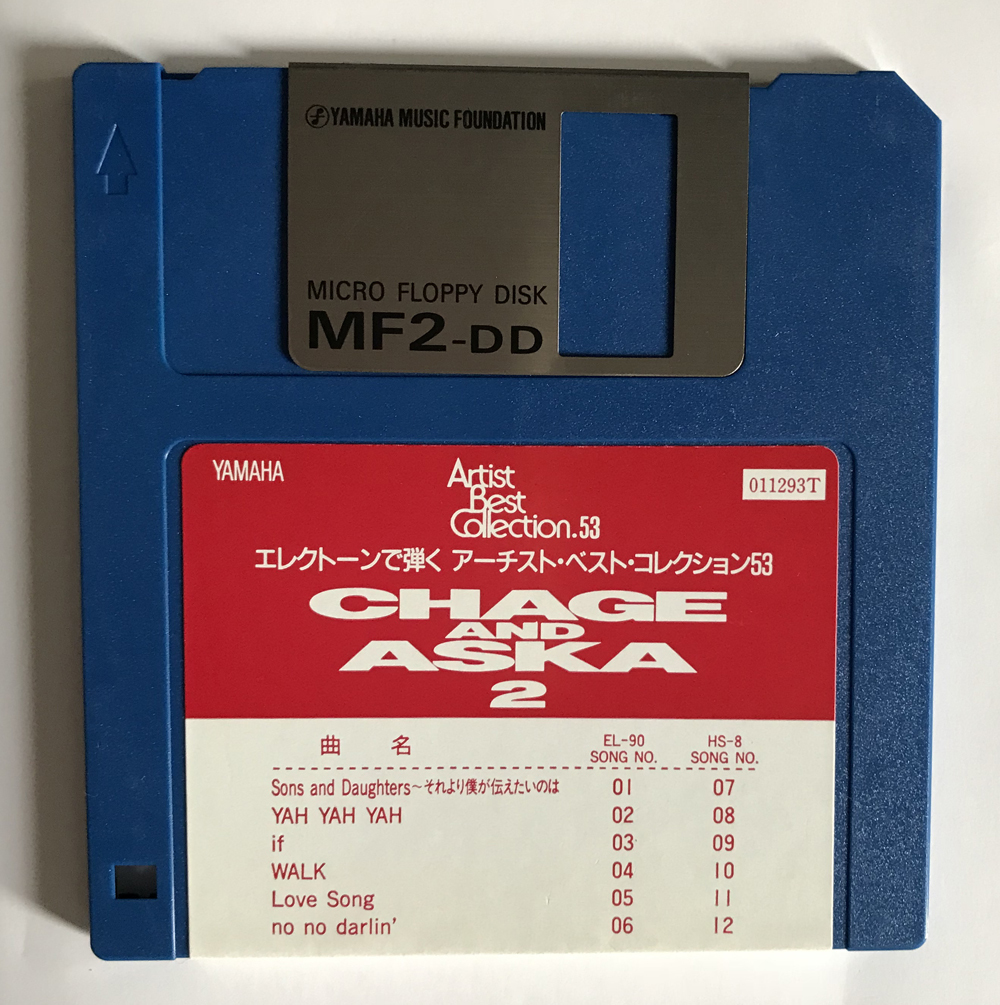 YAMAHA MUSIC FOUNDATION
MICRO FLOPPY DISK
MF2-DD
YAMAHA
Artist
Best
Collection.53
011293T
エレクトーンで弾く アーチスト・ベスト・コレクション53
CHAGE
AND
ASKA
2
曲 名 EL-90 SONG NO. HS-8 SONG NO.
Sons and Daughters～それより僕が伝えたいのは 01 07
YAH YAH YAH 02 08
if 03 09
WALK 04 10
Love Song 05 11
no no darlin' 06 12